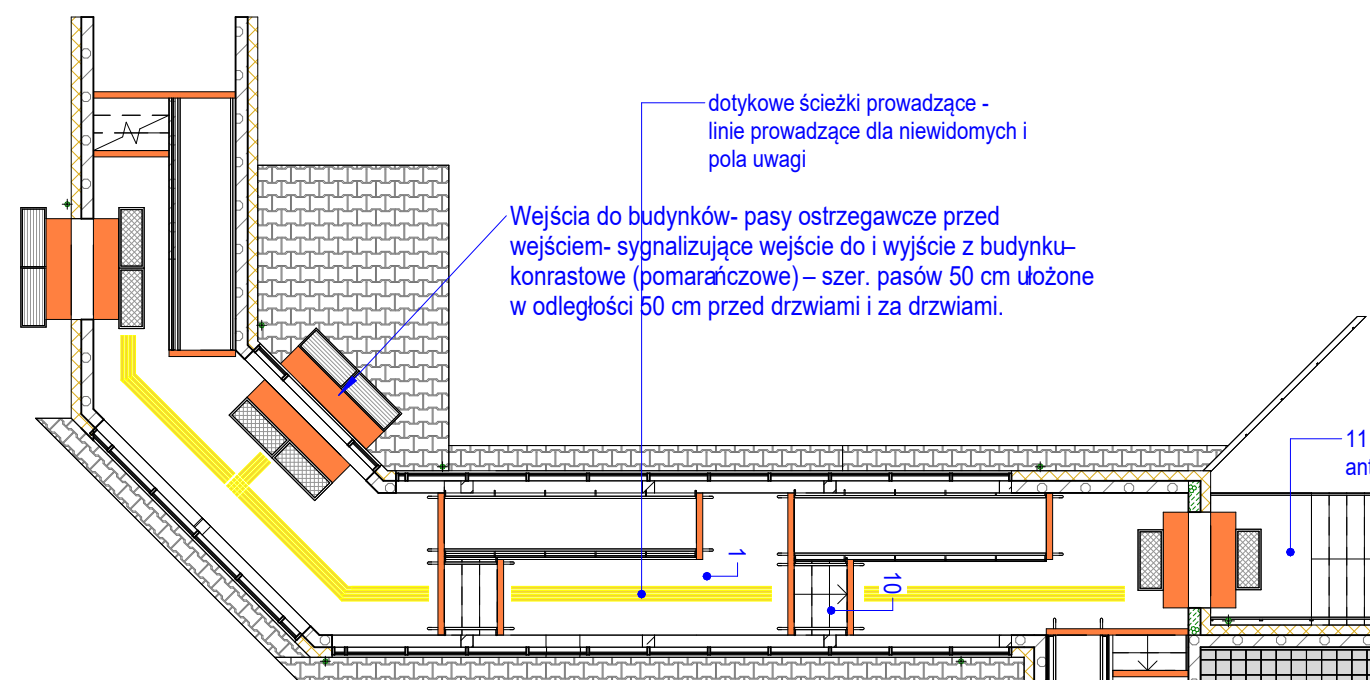 dotykowe ścieżki prowadzące -
linie prowadzące dla niewidomych i
pola uwagi
Wejścia do budynków- pasy ostrzegawcze przed
wejściem- sygnalizujące wejście do i wyjście z budynku–
konrastowe (pomarańczowe) – szer. pasów 50 cm ułożone
w odległości 50 cm przed drzwiami i za drzwiami.
11
ant
1
10